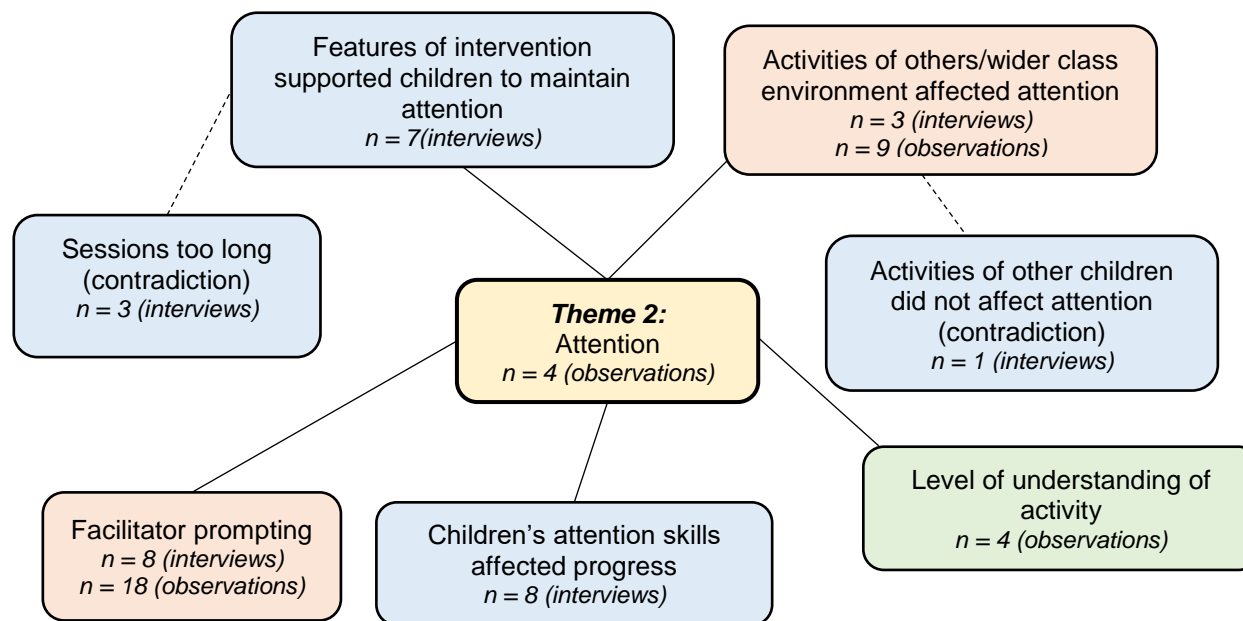 Features of intervention
supported children to maintain
attention
n = 7(interviews)
Activities of others/wider class
environment affected attention
n = 3 (interviews)
n = 9 (observations)
Sessions too long
(contradiction)
n = 3 (interviews)
Activities of other children
did not affect attention
(contradiction)
n = 1 (interviews)
Theme 2:
Attention
n = 4 (observations)
Facilitator prompting
n = 8 (interviews)
n = 18 (observations)
Children’s attention skills
affected progress
n = 8 (interviews)
Level of understanding of
activity
n = 4 (observations)